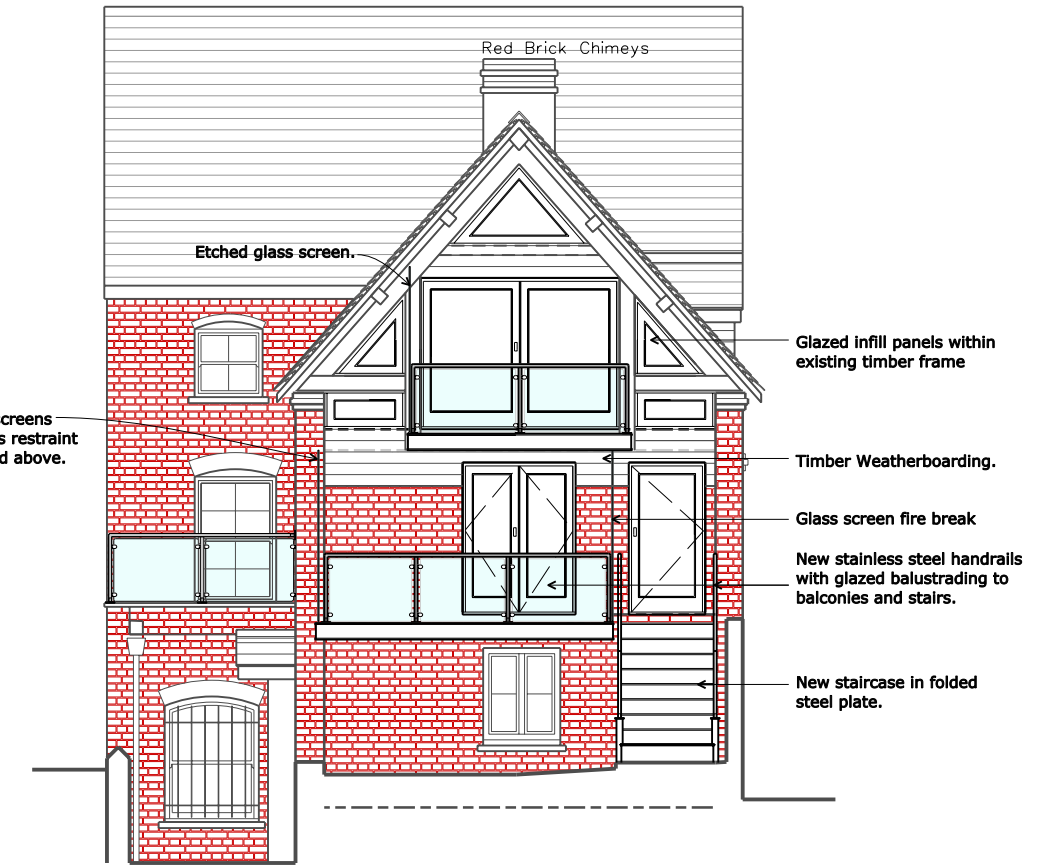 Red Brick Chimeys
Etched glass screen.
Glazed infill panels within
existing timber frame
screens
s restraint
d above.
Timber Weatherboarding.
Glass screen fire break
New stainless steel handrails
with glazed balustrading to
balconies and stairs.
New staircase in folded
steel plate.